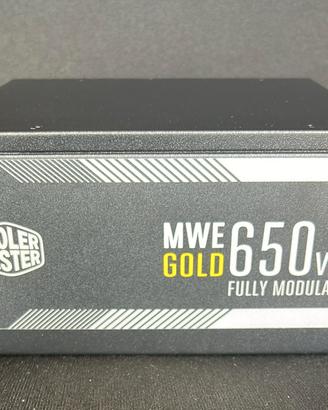 OLER
STER
MWE 650
GOLD
FULLY MODULA